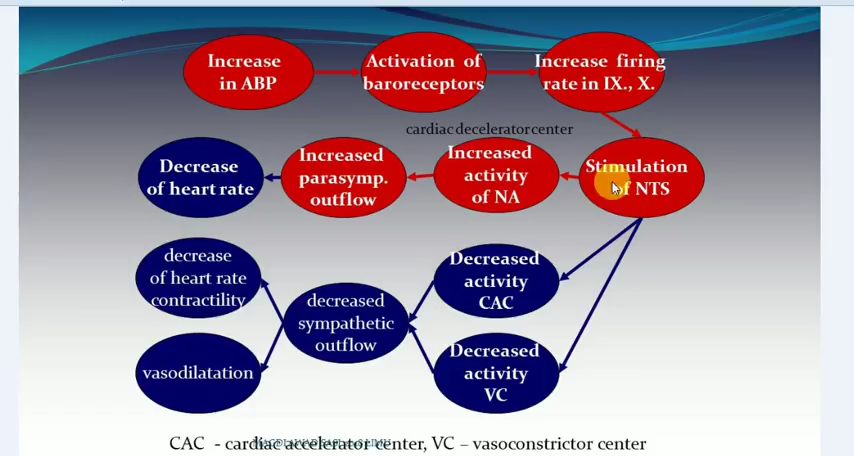 Increase
in ABP
Activation of
baroreceptors
Increase firing
rate in IX., X.
cardiac decelerator center
Decrease
of heart rate
Increased
parasymp.
outflow
Increased
activity
of NA
Stimulation
of NTS
decrease
of heart rate
contractility
decreased
sympathetic
outflow
Decreased
activity
CAC
vasodilatation
Decreased
activity
VC
CAC - cardiac accelerator center, VC – vasoconstrictor center